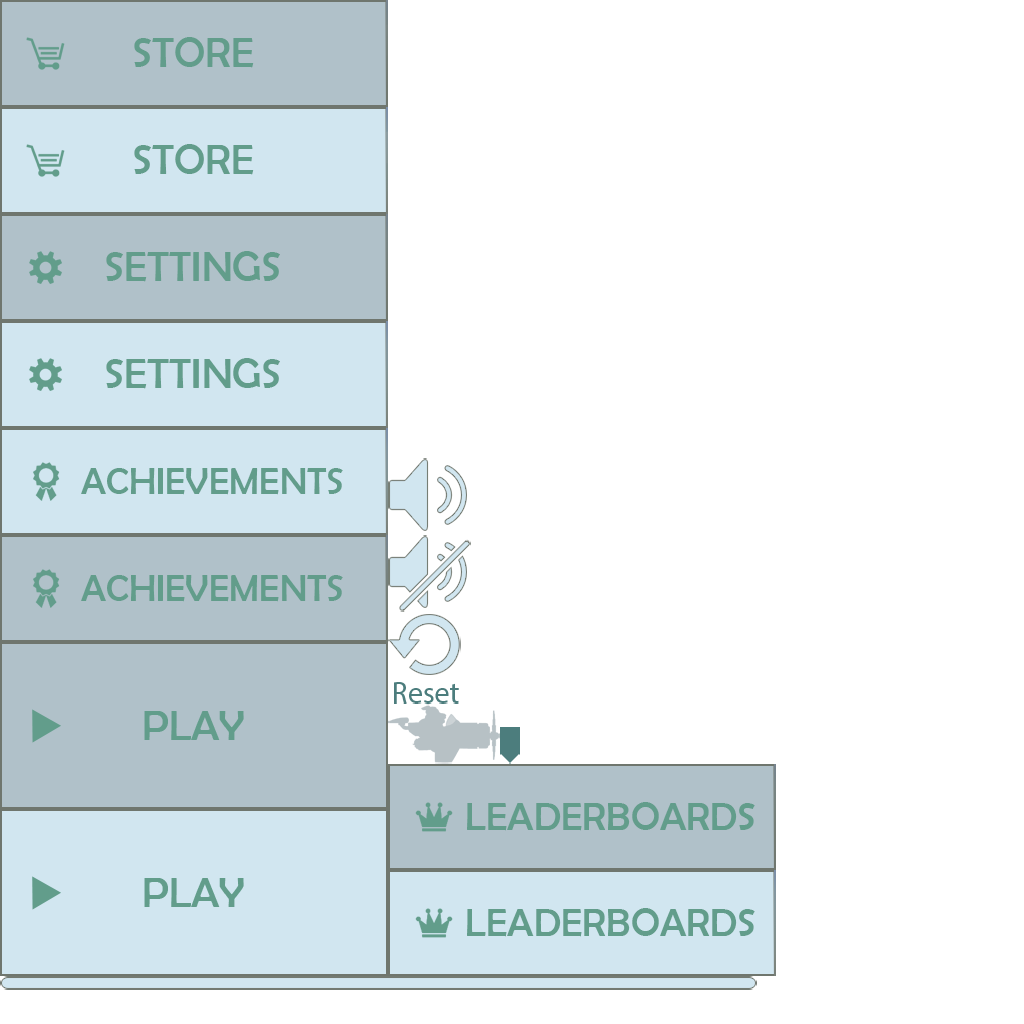 STORE
STORE
SETTINGS
SETTINGS
ACHIEVEMENTS
ACHIEVEMENTS
PLAY
PLAY
Reset
LEADERBOARDS
LEADERBOARDS